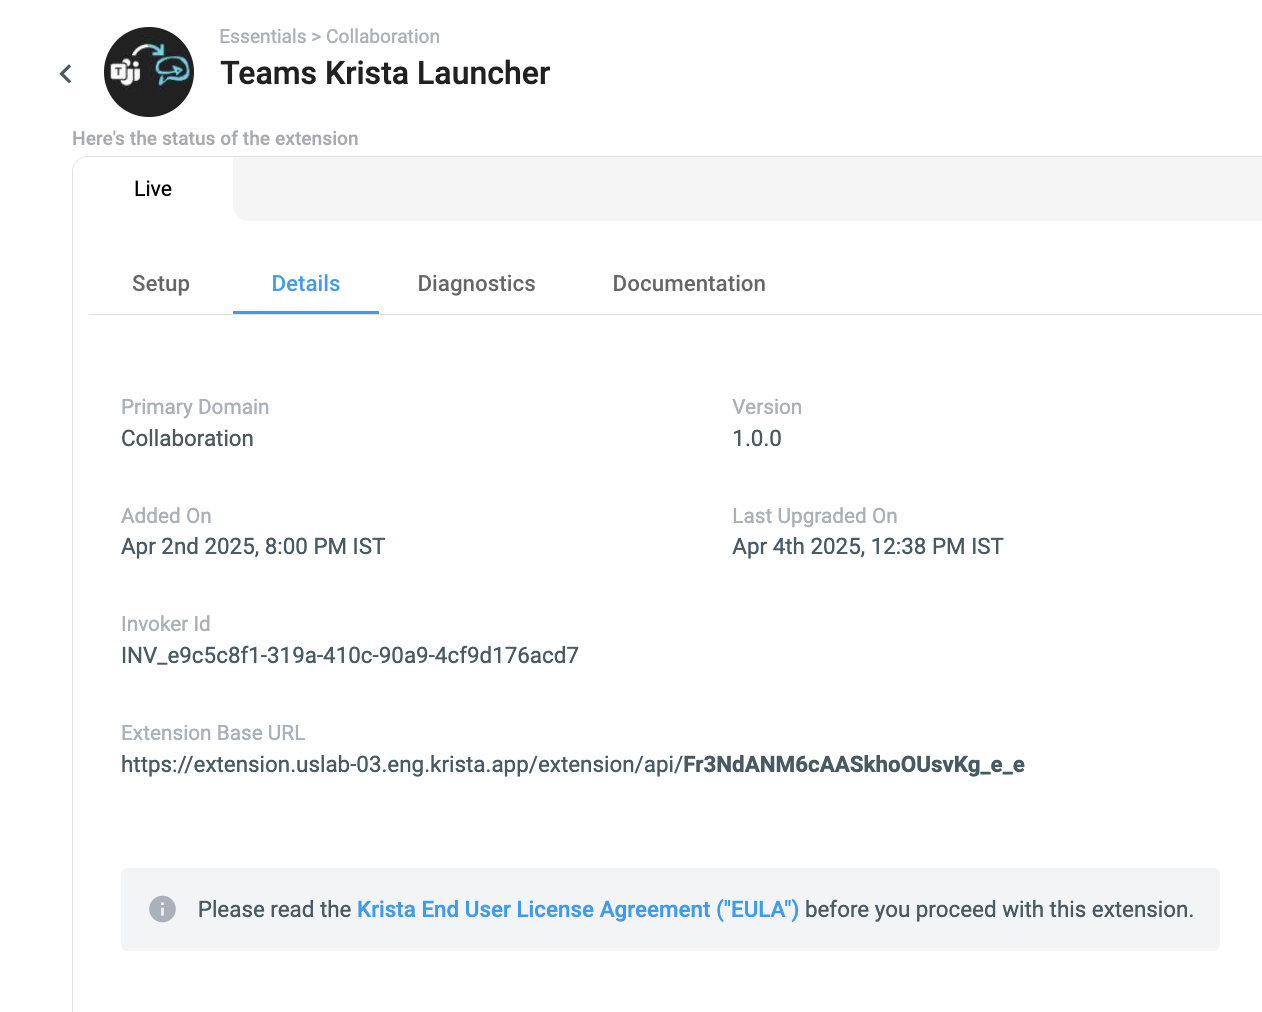 Essentials > Collaboration
Teams Krista Launcher
Here's the status of the extension
Live
Setup
Details
Diagnostics
Documentation
Primary Domain
Collaboration
Version
1.0.0
Added On
Apr 2nd 2025, 8:00 PM IST
Last Upgraded On
Apr 4th 2025, 12:38 PM IST
Invoker Id
INV_e9c5c8f1-319a-410c-90a9-4cf9d176acd7
Extension Base URL
https://extension.uslab-03.eng.krista.app/extension/api/Fr3NdANM6cAASkhoOUsvKg_e_e
Please read the Krista End User License Agreement ("EULA") before you proceed with this extension.